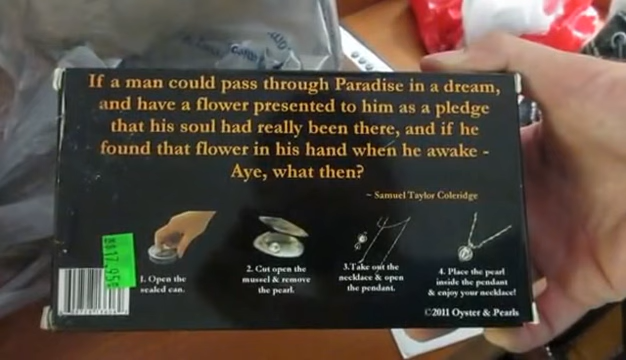 If a man could pass through Paradise in a dream,
and have a flower presented to him as a pledge
that his soul had really been there, and if he
found that flower in his hand when he awake -
Aye, what then?
~ Samuel Taylor Coleridge
1. Open the
sealed can.
2. Cut open the
mussel & remove
the pearl.
3.Take out the
necklace & open
the pendant.
4. Place the pearl
inside the pendant
& enjoy your necklace!
©2011 Oyster & Pearls